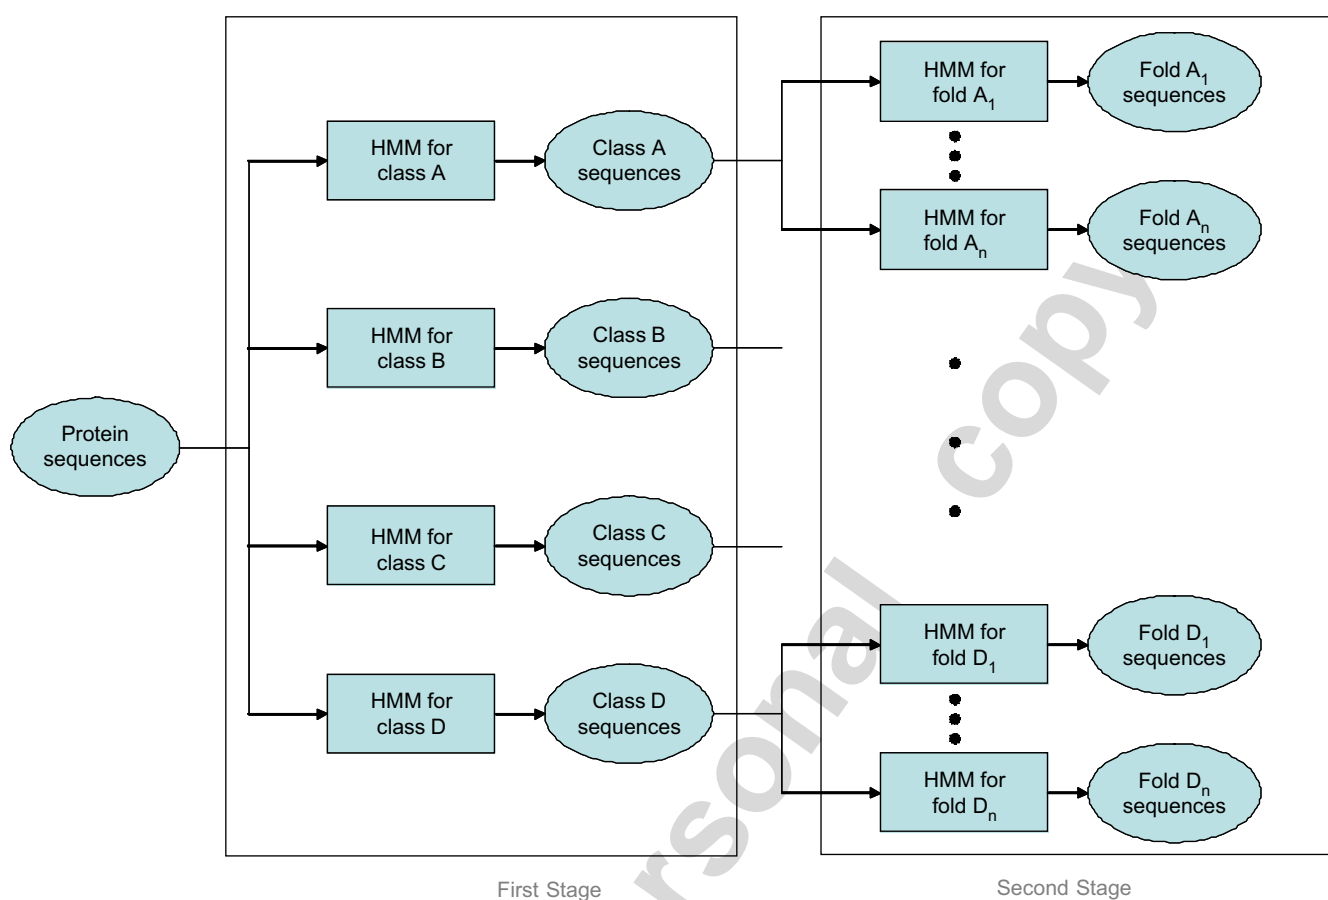 Protein
sequences
HMM for
class A
Class A
sequences
HMM for
class B
Class B
sequences
HMM for
class C
Class C
sequences
HMM for
class D
Class D
sequences
First Stage
HMM for
fold A1
Fold A1
sequences
HMM for
fold An
Fold An
sequences
HMM for
fold D1
Fold D1
sequences
HMM for
fold Dn
Fold Dn
sequences
Second Stage
rsonal copy